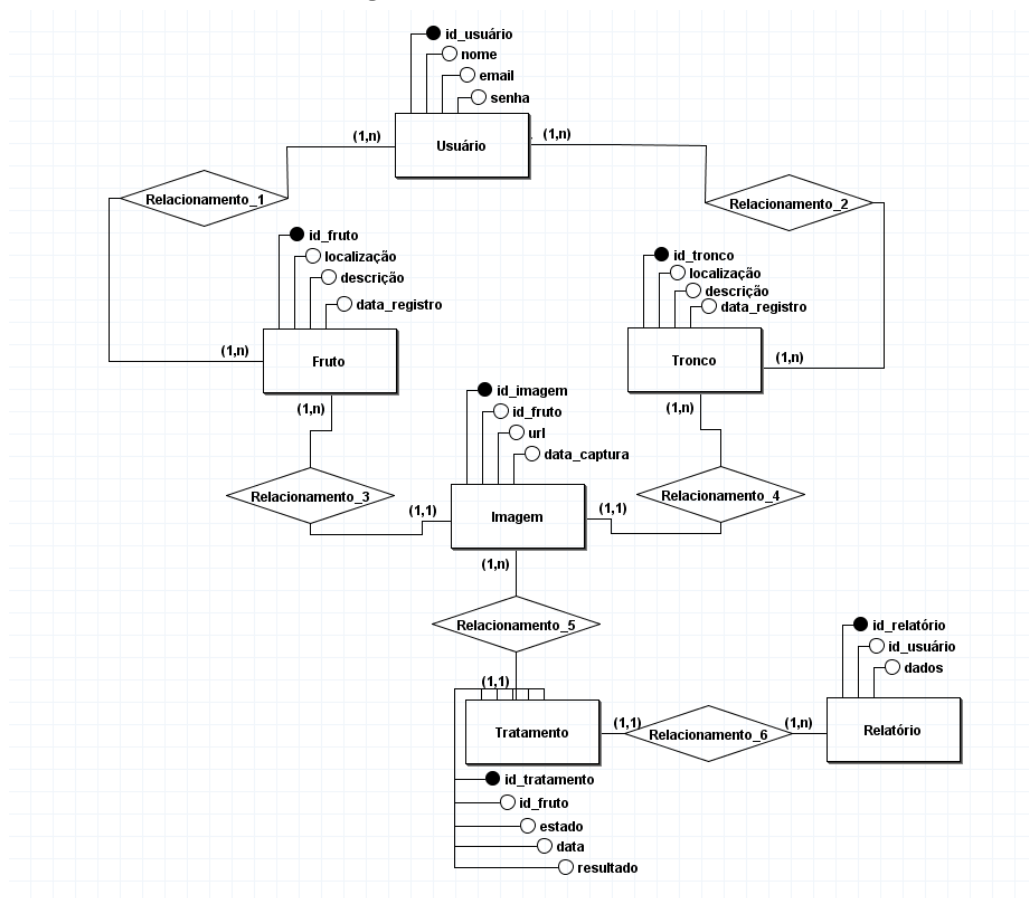 id_usuário
nome
email
senha
(1,n)
Usuário
(1,n)
Relacionamento_1
Relacionamento_2
id_fruto
localização
descrição
data_registro
id_tronco
localização
descrição
data_registro
(1,n)
Fruto
Tronco
(1,n)
(1,n)
(1,n)
id_imagem
id_fruto
url
data_captura
Relacionamento_3
Relacionamento_4
(1,1)
Imagem
(1,1)
(1,n)
Relacionamento_5
id_relatório
id_usuário
dados
(1,1)
Tratamento
(1,1)
Relacionamento_6
(1,n)
Relatório
id_tratamento
id_fruto
estado
data
resultado